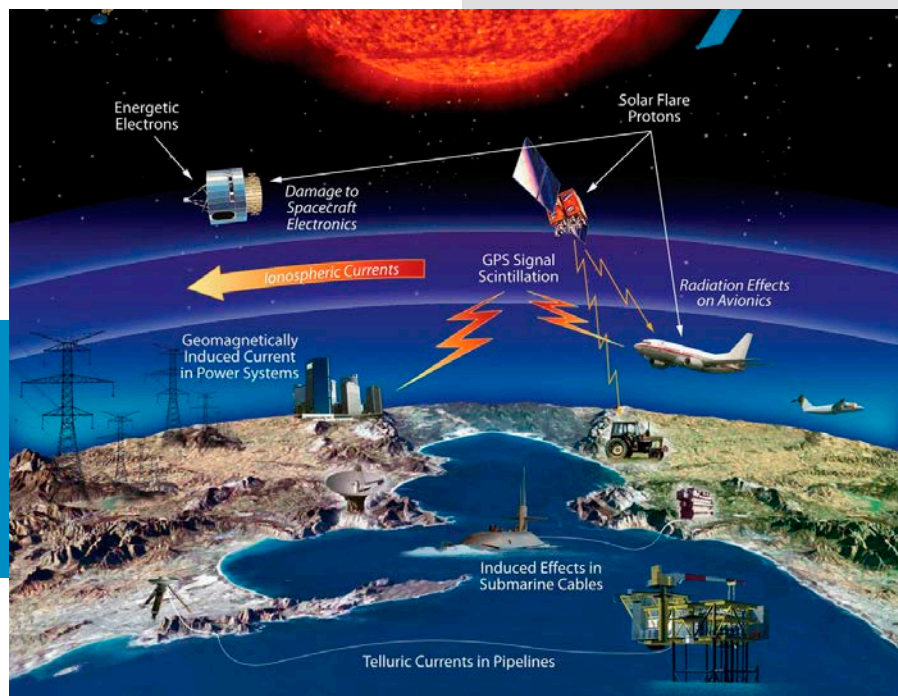 Energetic
Electrons
Solar Flare
Protons
Damage to
Spacecraft
Electronics
GPS Signal
Scintillation
Ionospheric Currents
Radiation Effects
on Avionics
Geomagnetically
Induced Current
in Power Systems
Induced Effects in
Submarine Cables
Telluric Currents in Pipelines